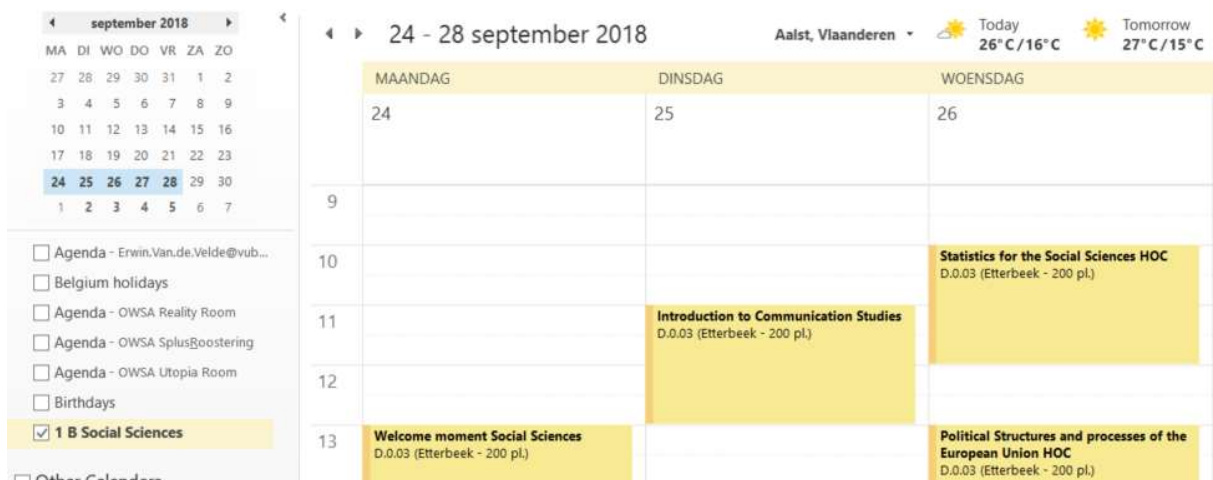 september 2018
MA DI WO DO VR ZA ZO
27 28 29 30 31 1 2
3 4 5 6 7 8 9
10 11 12 13 14 15 16
17 18 19 20 21 22 23
24 25 26 27 28 29 30
1 2 3 4 5 6 7
Agenda - Erwin.Van.de.Velde@vub...
Belgium holidays
Agenda - OWSA Reality Room
Agenda - OWSA SplusRoostering
Agenda - OWSA Utopia Room
Birthdays
1 B Social Sciences
Other Calendars
24 - 28 september 2018
Aalst, Vlaanderen
Today
26°C/16°C
Tomorrow
27°C/15°C
MAANDAG DINSDAG WOENSDAG
24 25 26
9
10
11
12
13
Welcome moment Social Sciences
D.0.03 (Etterbeek - 200 pl.)
Introduction to Communication Studies
D.0.03 (Etterbeek - 200 pl.)
Statistics for the Social Sciences HOC
D.0.03 (Etterbeek - 200 pl.)
Political Structures and processes of the
European Union HOC
D.0.03 (Etterbeek - 200 pl.)